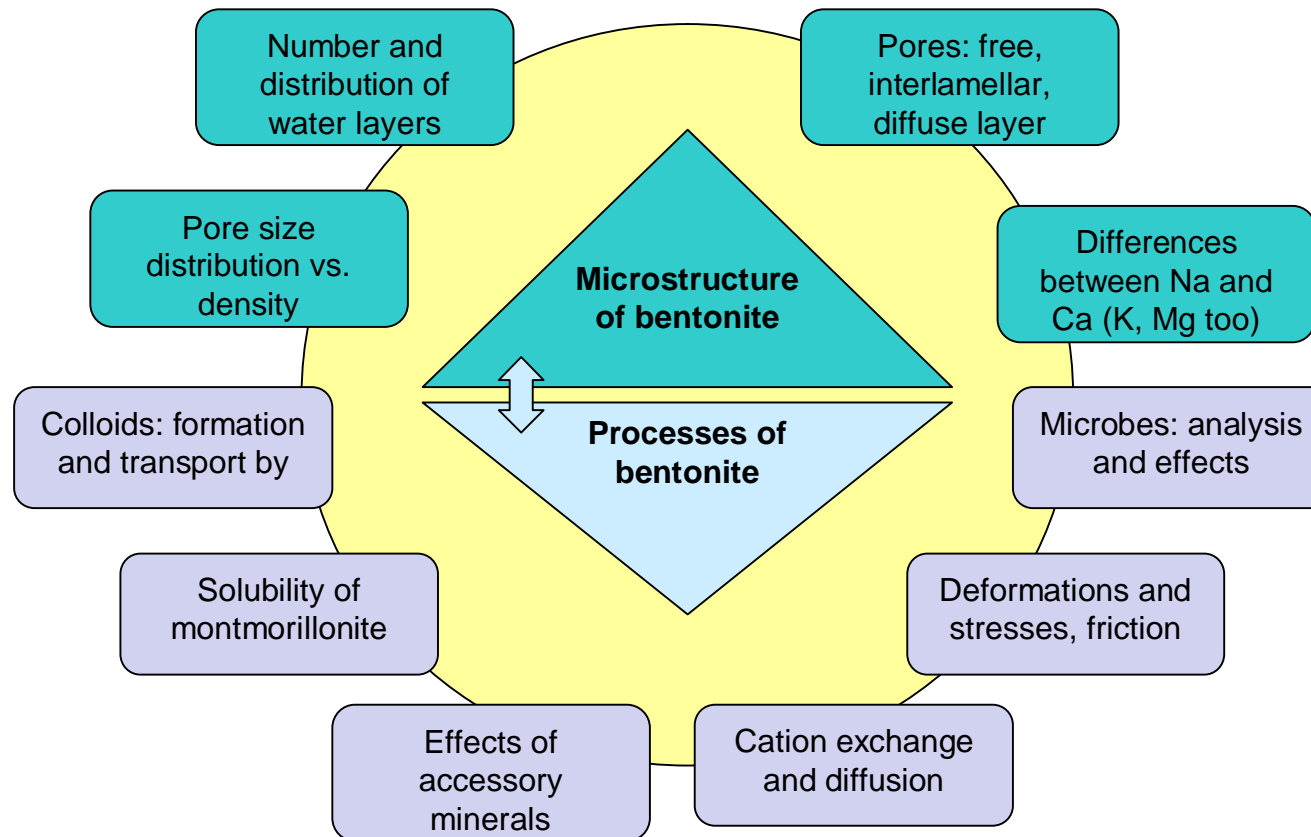 Number and
distribution of
water layers
Pores: free,
interlamellar,
diffuse layer
Pore size
distribution vs.
density
Differences
between Na and
Ca (K, Mg too)
Microstructure
of bentonite
Processes of
bentonite
Colloids: formation
and transport by
Microbes: analysis
and effects
Solubility of
montmorillonite
Deformations and
stresses, friction
Effects of
accessory
minerals
Cation exchange
and diffusion